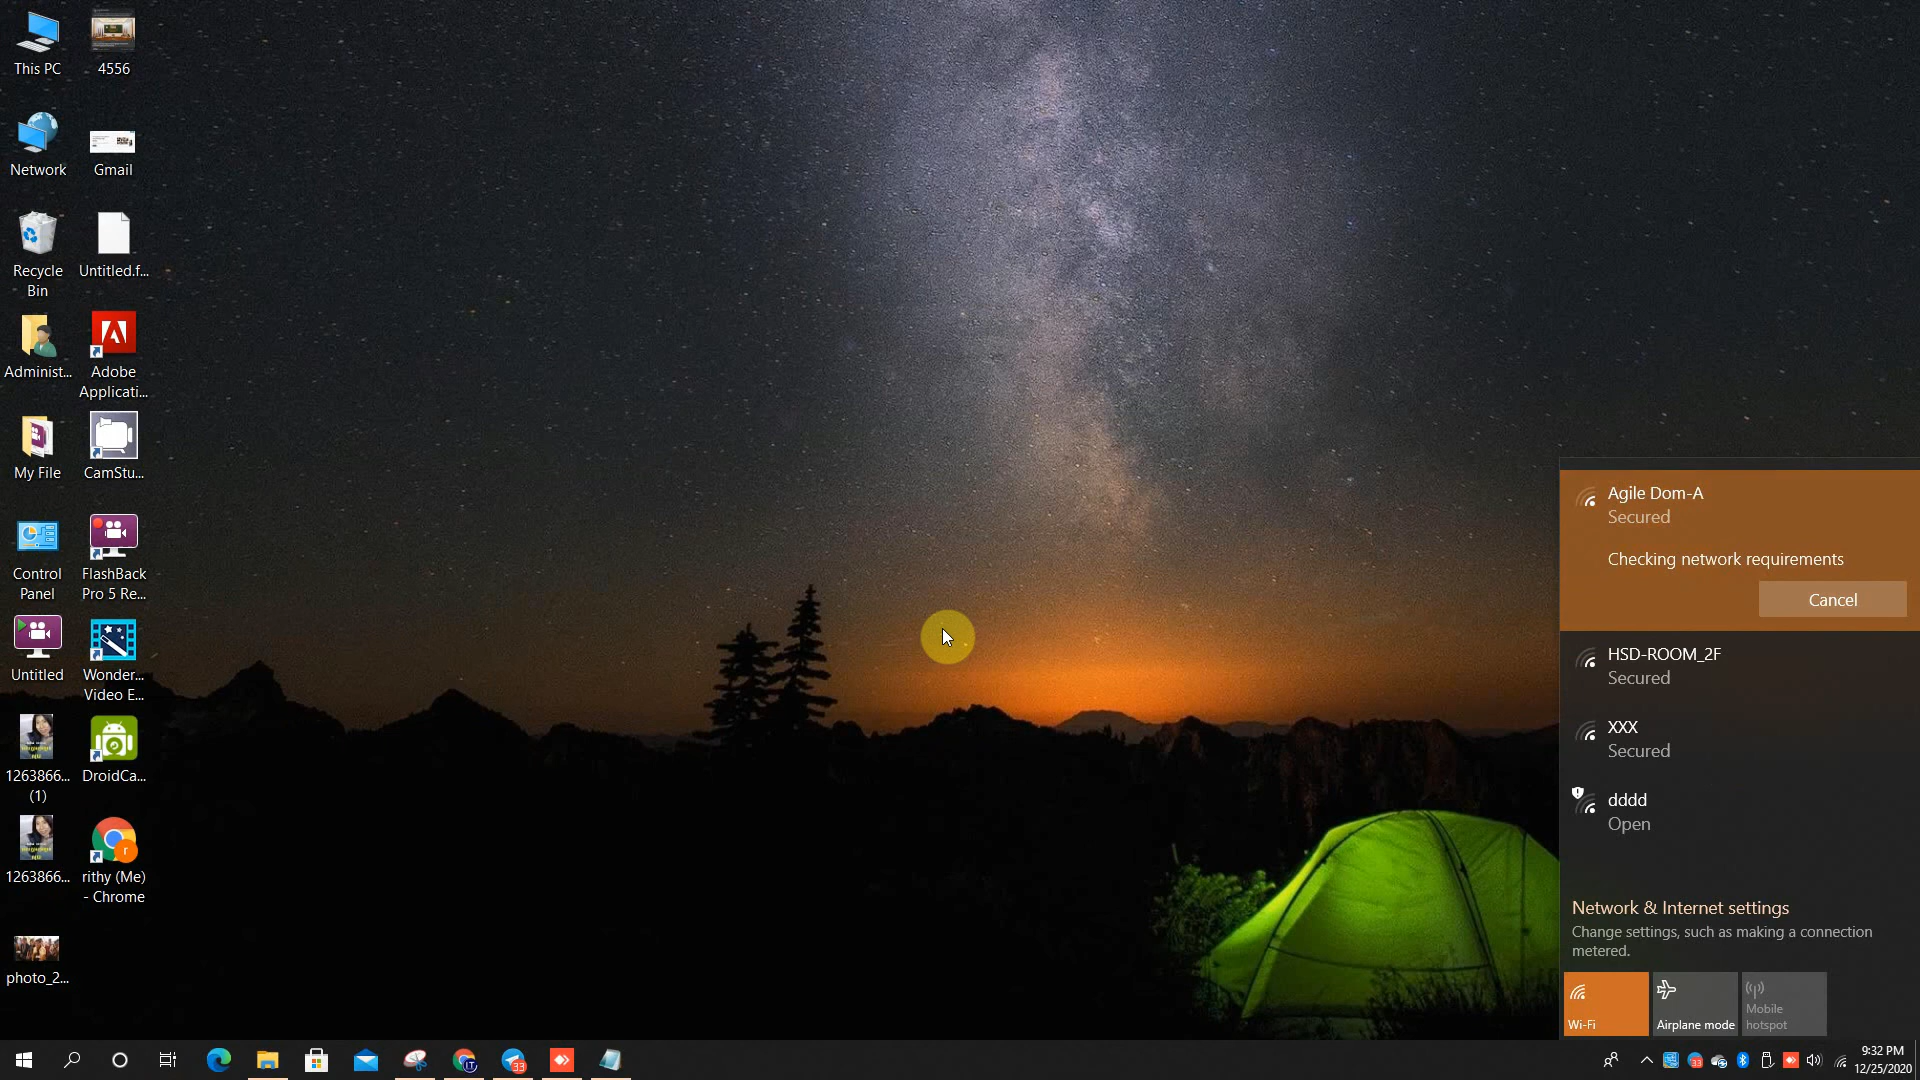 This PC
4556
Network
Gmail
Recycle
Bin
Untitled.f...
Administ...
Adobe
Applicati...
My File
CamStu...
Control
Panel
FlashBack
Pro 5 Re...
Untitled
Wonder...
Video E...
1263866...
(1)
DroidCa...
1263866...
rithy (Me)
- Chrome
photo_2...
Agile Dom-A
Secured
Checking network requirements
Cancel
HSD-ROOM_2F
Secured
XXX
Secured
dddd
Open
Network & Internet settings
Change settings, such as making a connection
metered.
Wi-Fi
Airplane mode
Mobile
hotspot
33
33
9:32 PM
12/25/2020